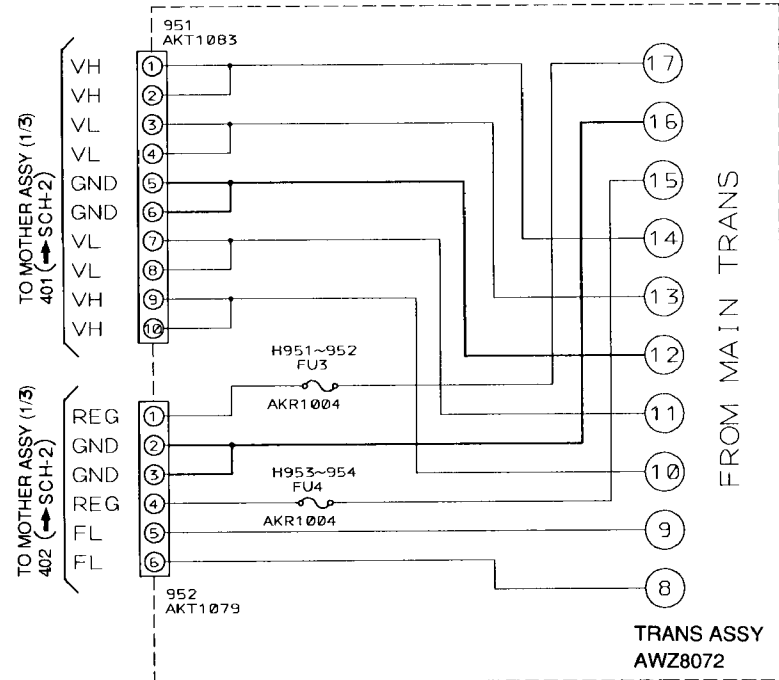 951
AKT1083
TO MOTHER ASSY (1/3)
401 (➡ SCH-2)
VH ①
VH ②
VL ③
VL ④
GND ⑤
GND ⑥
VL ⑦
VL ⑧
VH ⑨
VH ⑩
TO MOTHER ASSY (1/3)
402 (➡ SCH-2)
REG ①
GND ②
GND ③
REG ④
FL ⑤
FL ⑥
952
AKT1079
H951~952
FU3
AKR1004
H953~954
FU4
AKR1004
17
16
15
14
13
12
11
10
9
8
FROM MAIN TRANS
TRANS ASSY
AWZ8072